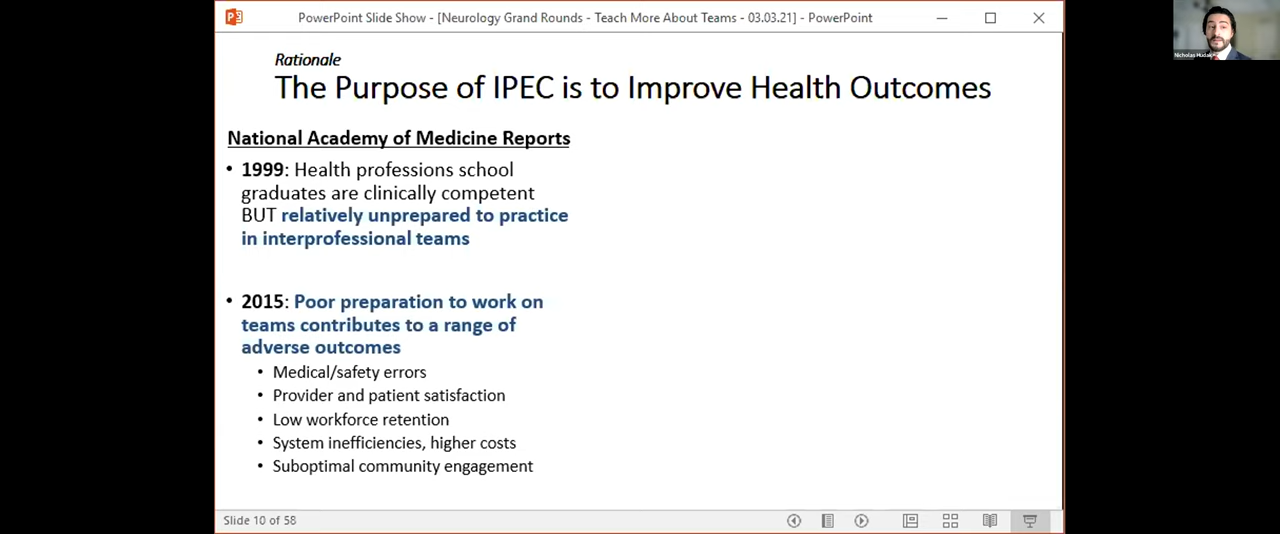 PowerPoint Slide Show - [Neurology Grand Rounds - Teach More About Teams - 03.03.21] - PowerPoint
Nicholas Hudak
Rationale
The Purpose of IPEC is to Improve Health Outcomes
National Academy of Medicine Reports
• 1999: Health professions school
graduates are clinically competent
BUT relatively unprepared to practice
in interprofessional teams
• 2015: Poor preparation to work on
teams contributes to a range of
adverse outcomes
• Medical/safety errors
• Provider and patient satisfaction
• Low workforce retention
• System inefficiencies, higher costs
• Suboptimal community engagement
Slide 10 of 58